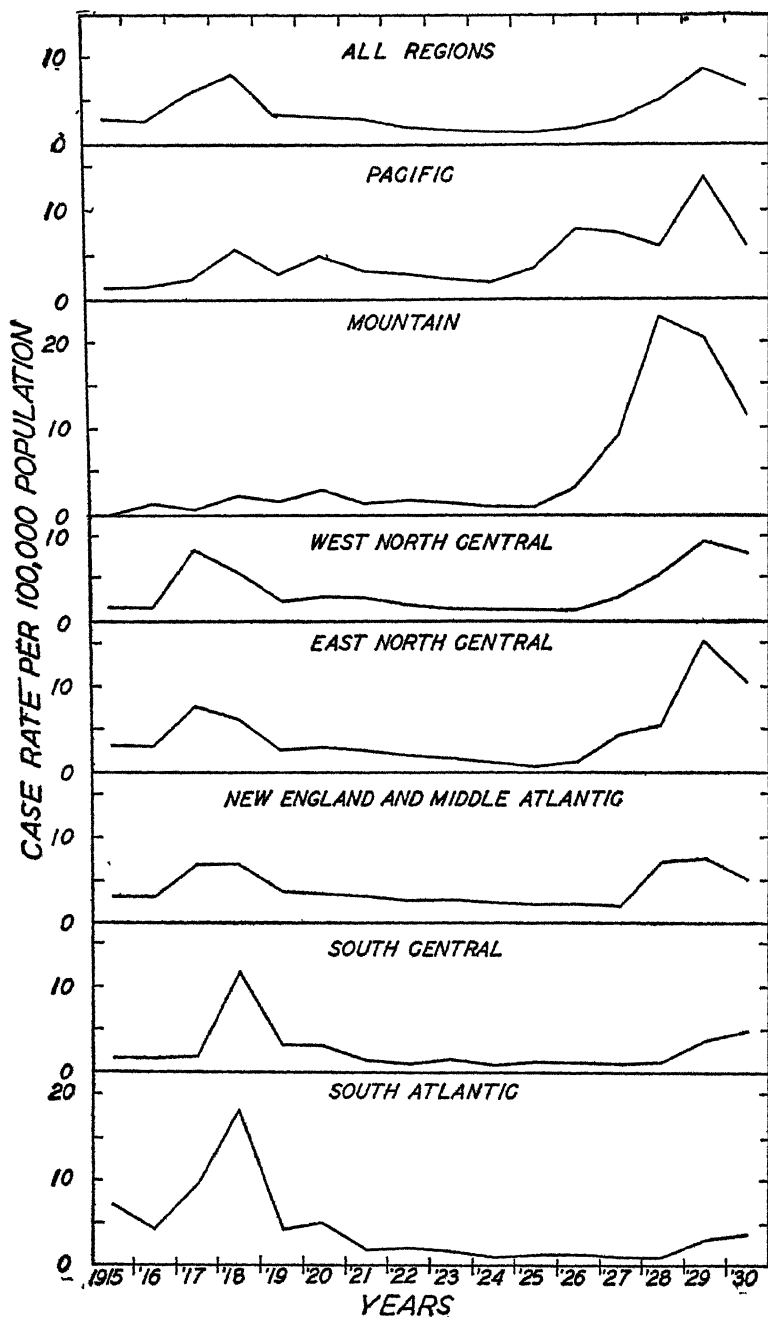 ALL REGIONS
10
0
PACIFIC
10
0
MOUNTAIN
20
10
0
WEST NORTH CENTRAL
10
0
EAST NORTH CENTRAL
10
0
NEW ENGLAND AND MIDDLE ATLANTIC
10
0
SOUTH CENTRAL
10
0
SOUTH ATLANTIC
20
10
0
CASE RATE PER 100,000 POPULATION
1915 '16 '17 '18 '19 '20 '21 '22 '23 '24 '25 '26 '27 '28 '29 '30
YEARS